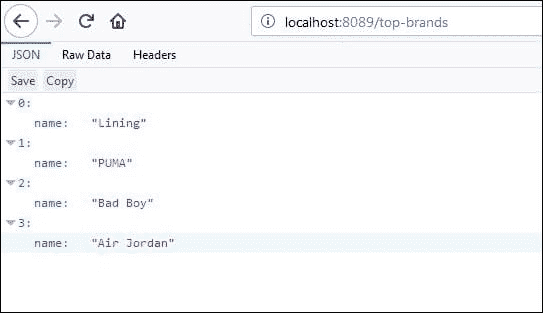 localhost:8089/top-brands
JSON Raw Data Headers
Save Copy
0:
name: "Lining"
1:
name: "PUMA"
2:
name: "Bad Boy"
3:
name: "Air Jordan"